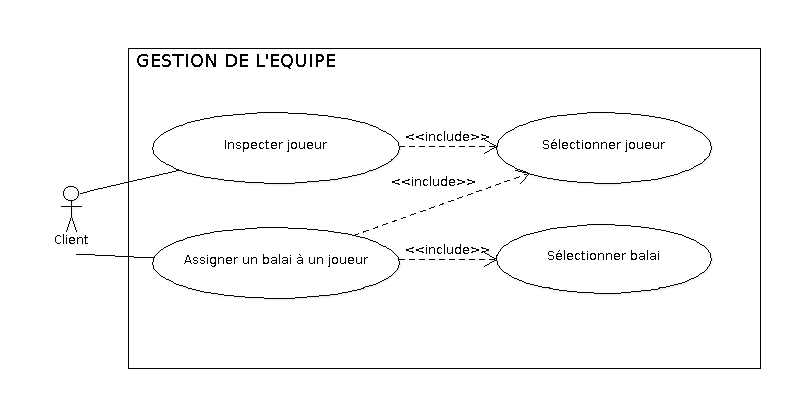 GESTION DE L'EQUIPE
Inspecter joueur
<<include>>
Sélectionner joueur
<<include>>
Client
Assigner un balai à un joueur
<<include>>
Sélectionner balai